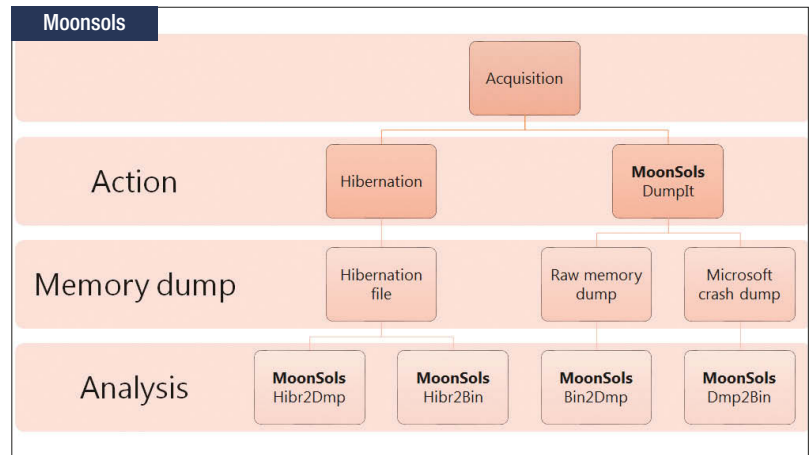 Moonsols
Acquisition
Action
Hibernation
MoonSols
DumpIt
Memory dump
Hibernation
file
Raw memory
dump
Microsoft
crash dump
Analysis
MoonSols
Hibr2Dmp
MoonSols
Hibr2Bin
MoonSols
Bin2Dmp
MoonSols
Dmp2Bin